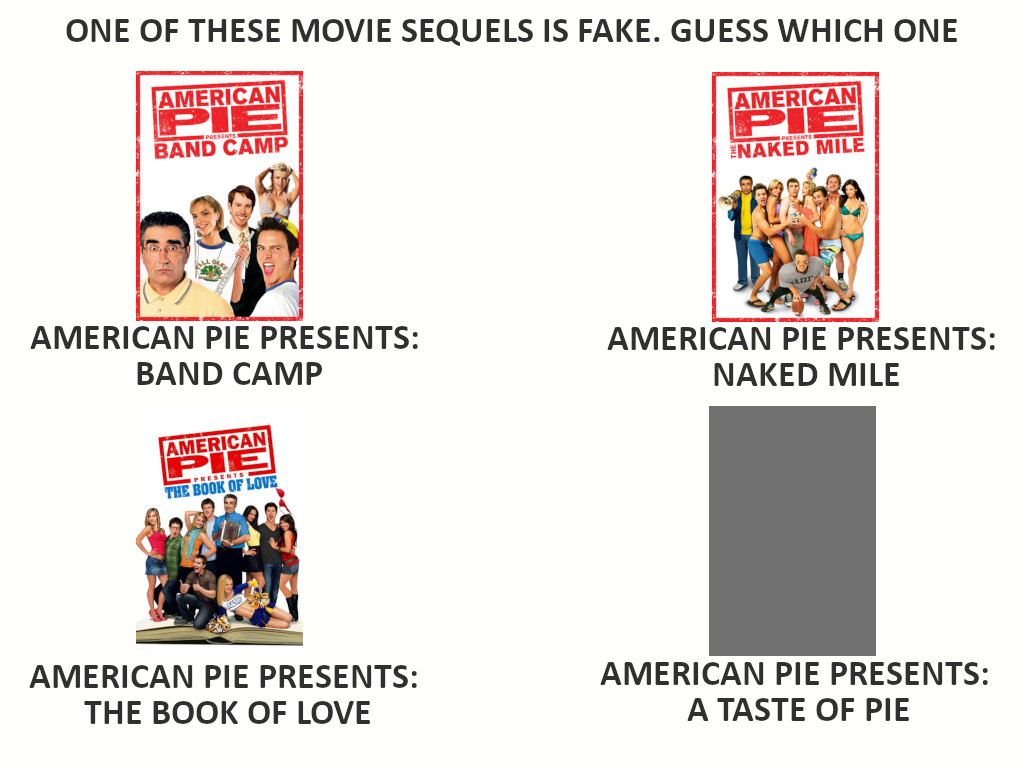 ONE OF THESE MOVIE SEQUELS IS FAKE. GUESS WHICH ONE
AMERICAN
PIE
PRESENTS
BAND CAMP
TALL OAKS
AMERICAN PIE PRESENTS:
BAND CAMP
AMERICAN
PIE
PRESENTS
THE NAKED MILE
AMERICAN PIE PRESENTS:
NAKED MILE
AMERICAN
PIE
PRESENTS
THE BOOK OF LOVE
AMERICAN PIE PRESENTS:
THE BOOK OF LOVE
AMERICAN PIE PRESENTS:
A TASTE OF PIE